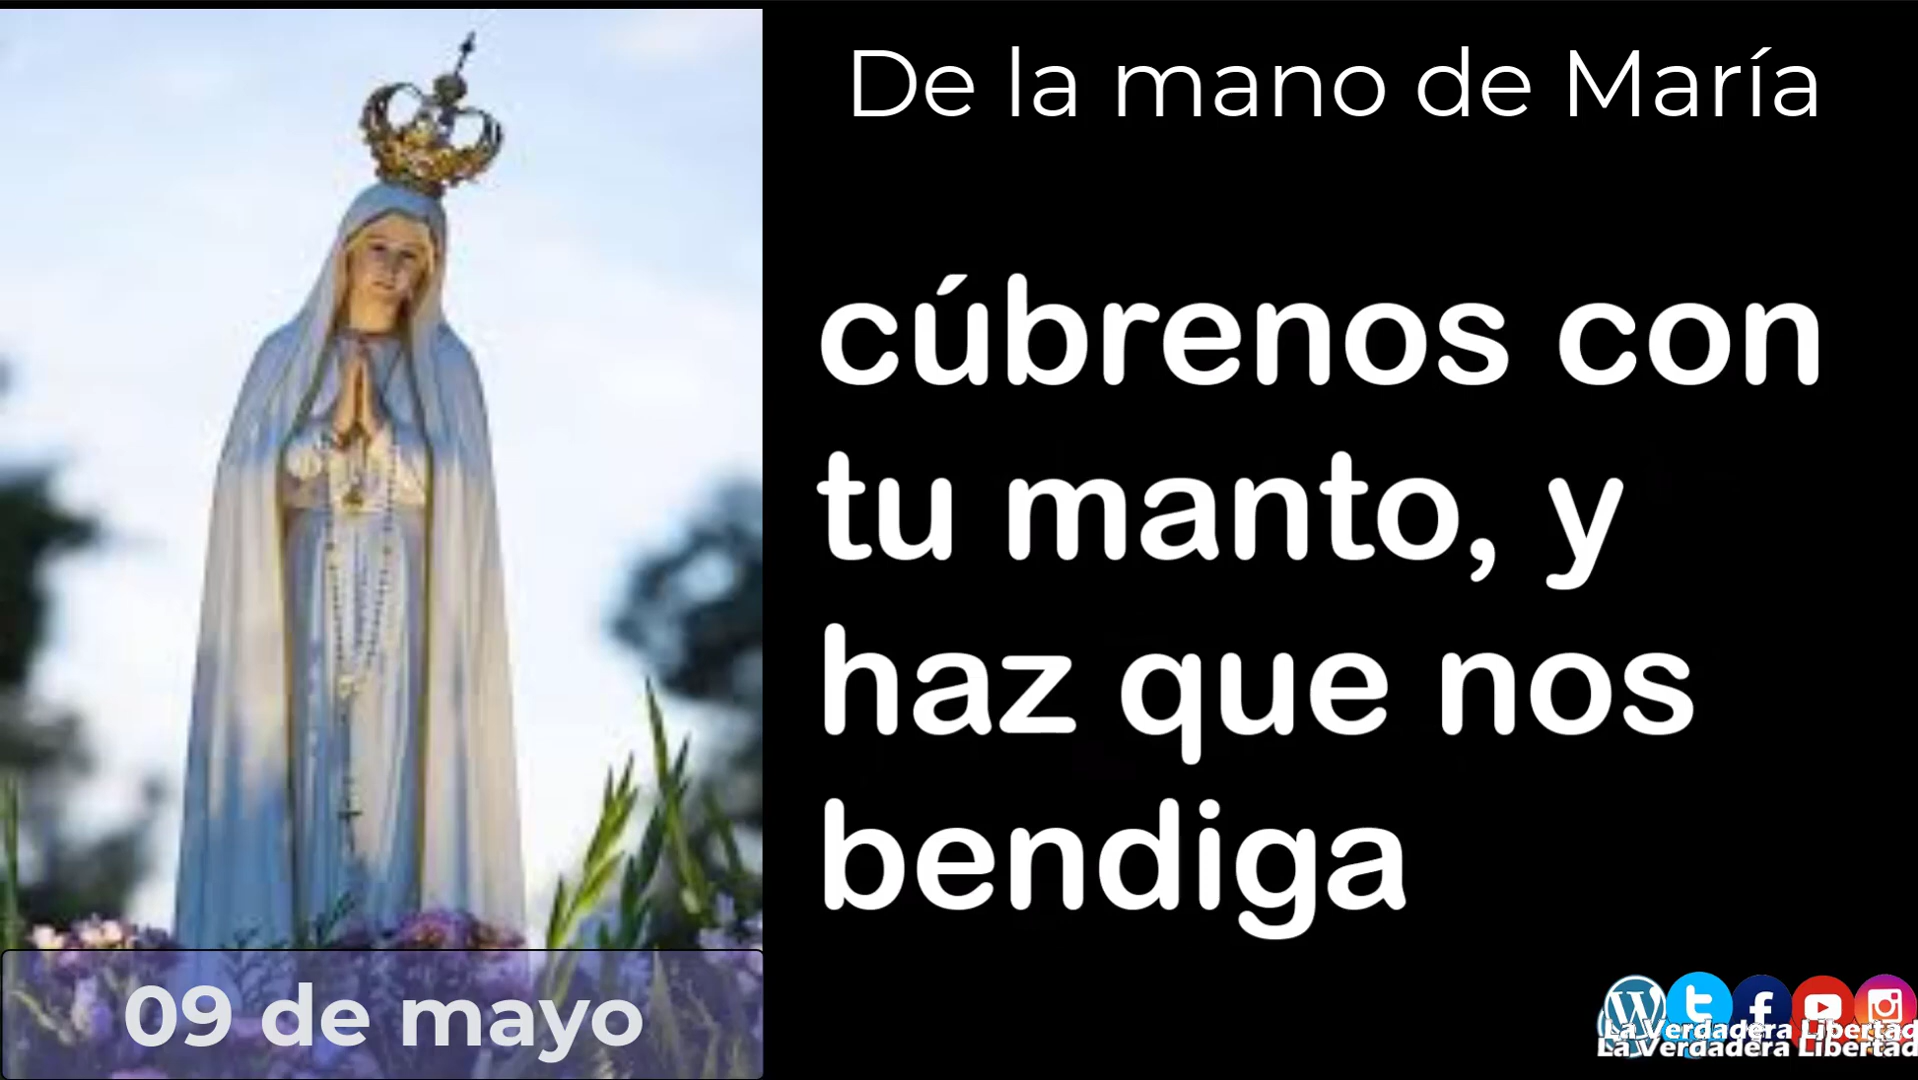 De la mano de María
cúbrenos con
tu manto, y
haz que nos
bendiga
09 de mayo
La Verdadera Libertad
La Verdadera Libertad